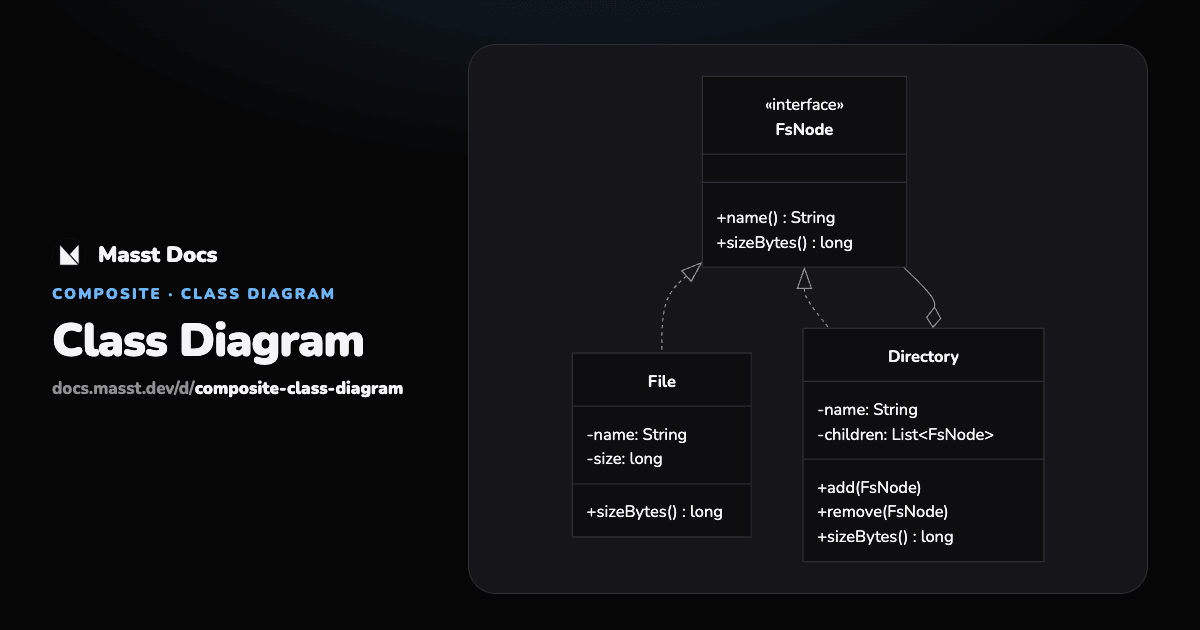 Masst Docs
COMPOSITE · CLASS DIAGRAM
Class Diagram
docs.masst.dev/d/composite-class-diagram
«interface»
FsNode
+name() : String
+sizeBytes() : long
File
-name: String
-size: long
+sizeBytes() : long
Directory
-name: String
-children: List<FsNode>
+add(FsNode)
+remove(FsNode)
+sizeBytes() : long